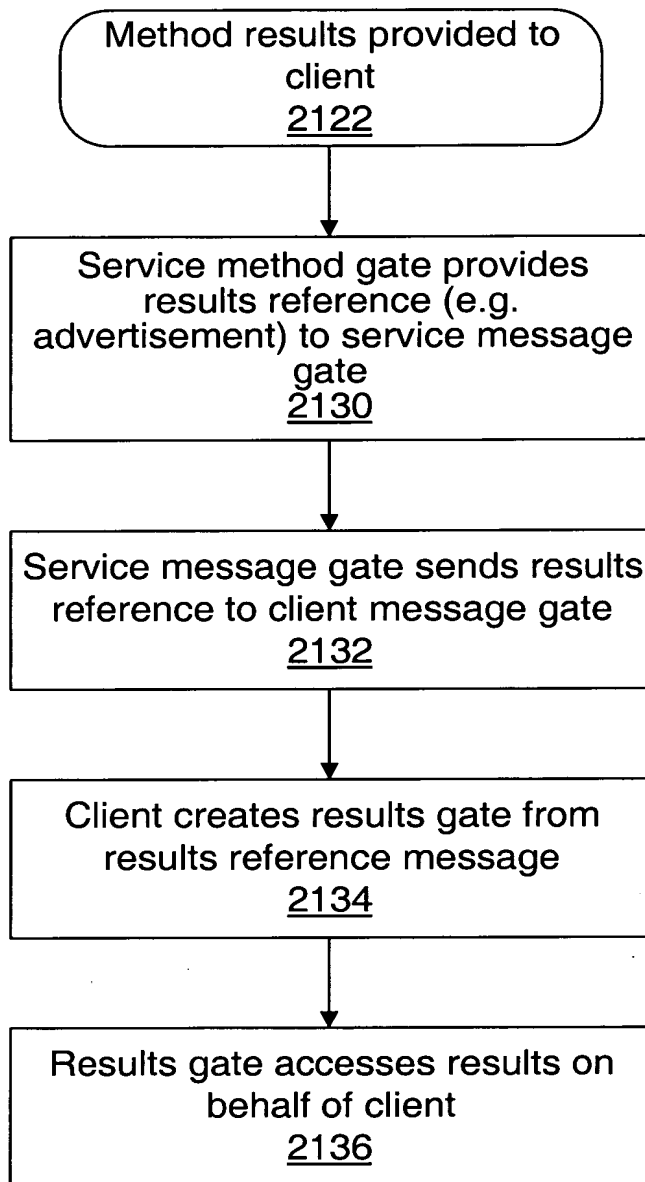 Method results provided to
client
2122
Service method gate provides
results reference (e.g.
advertisement) to service message
gate
2130
Service message gate sends results
reference to client message gate
2132
Client creates results gate from
results reference message
2134
Results gate accesses results on
behalf of client
2136